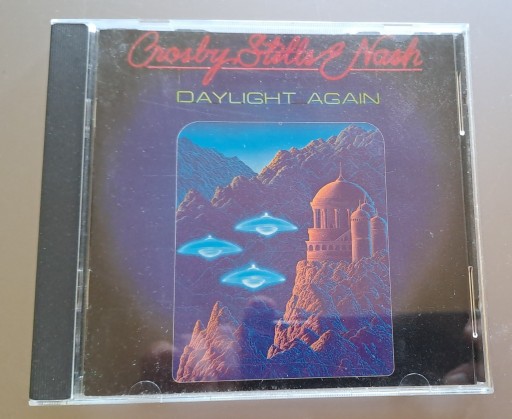 Crosby, Stills & Nash
DAYLIGHT AGAIN